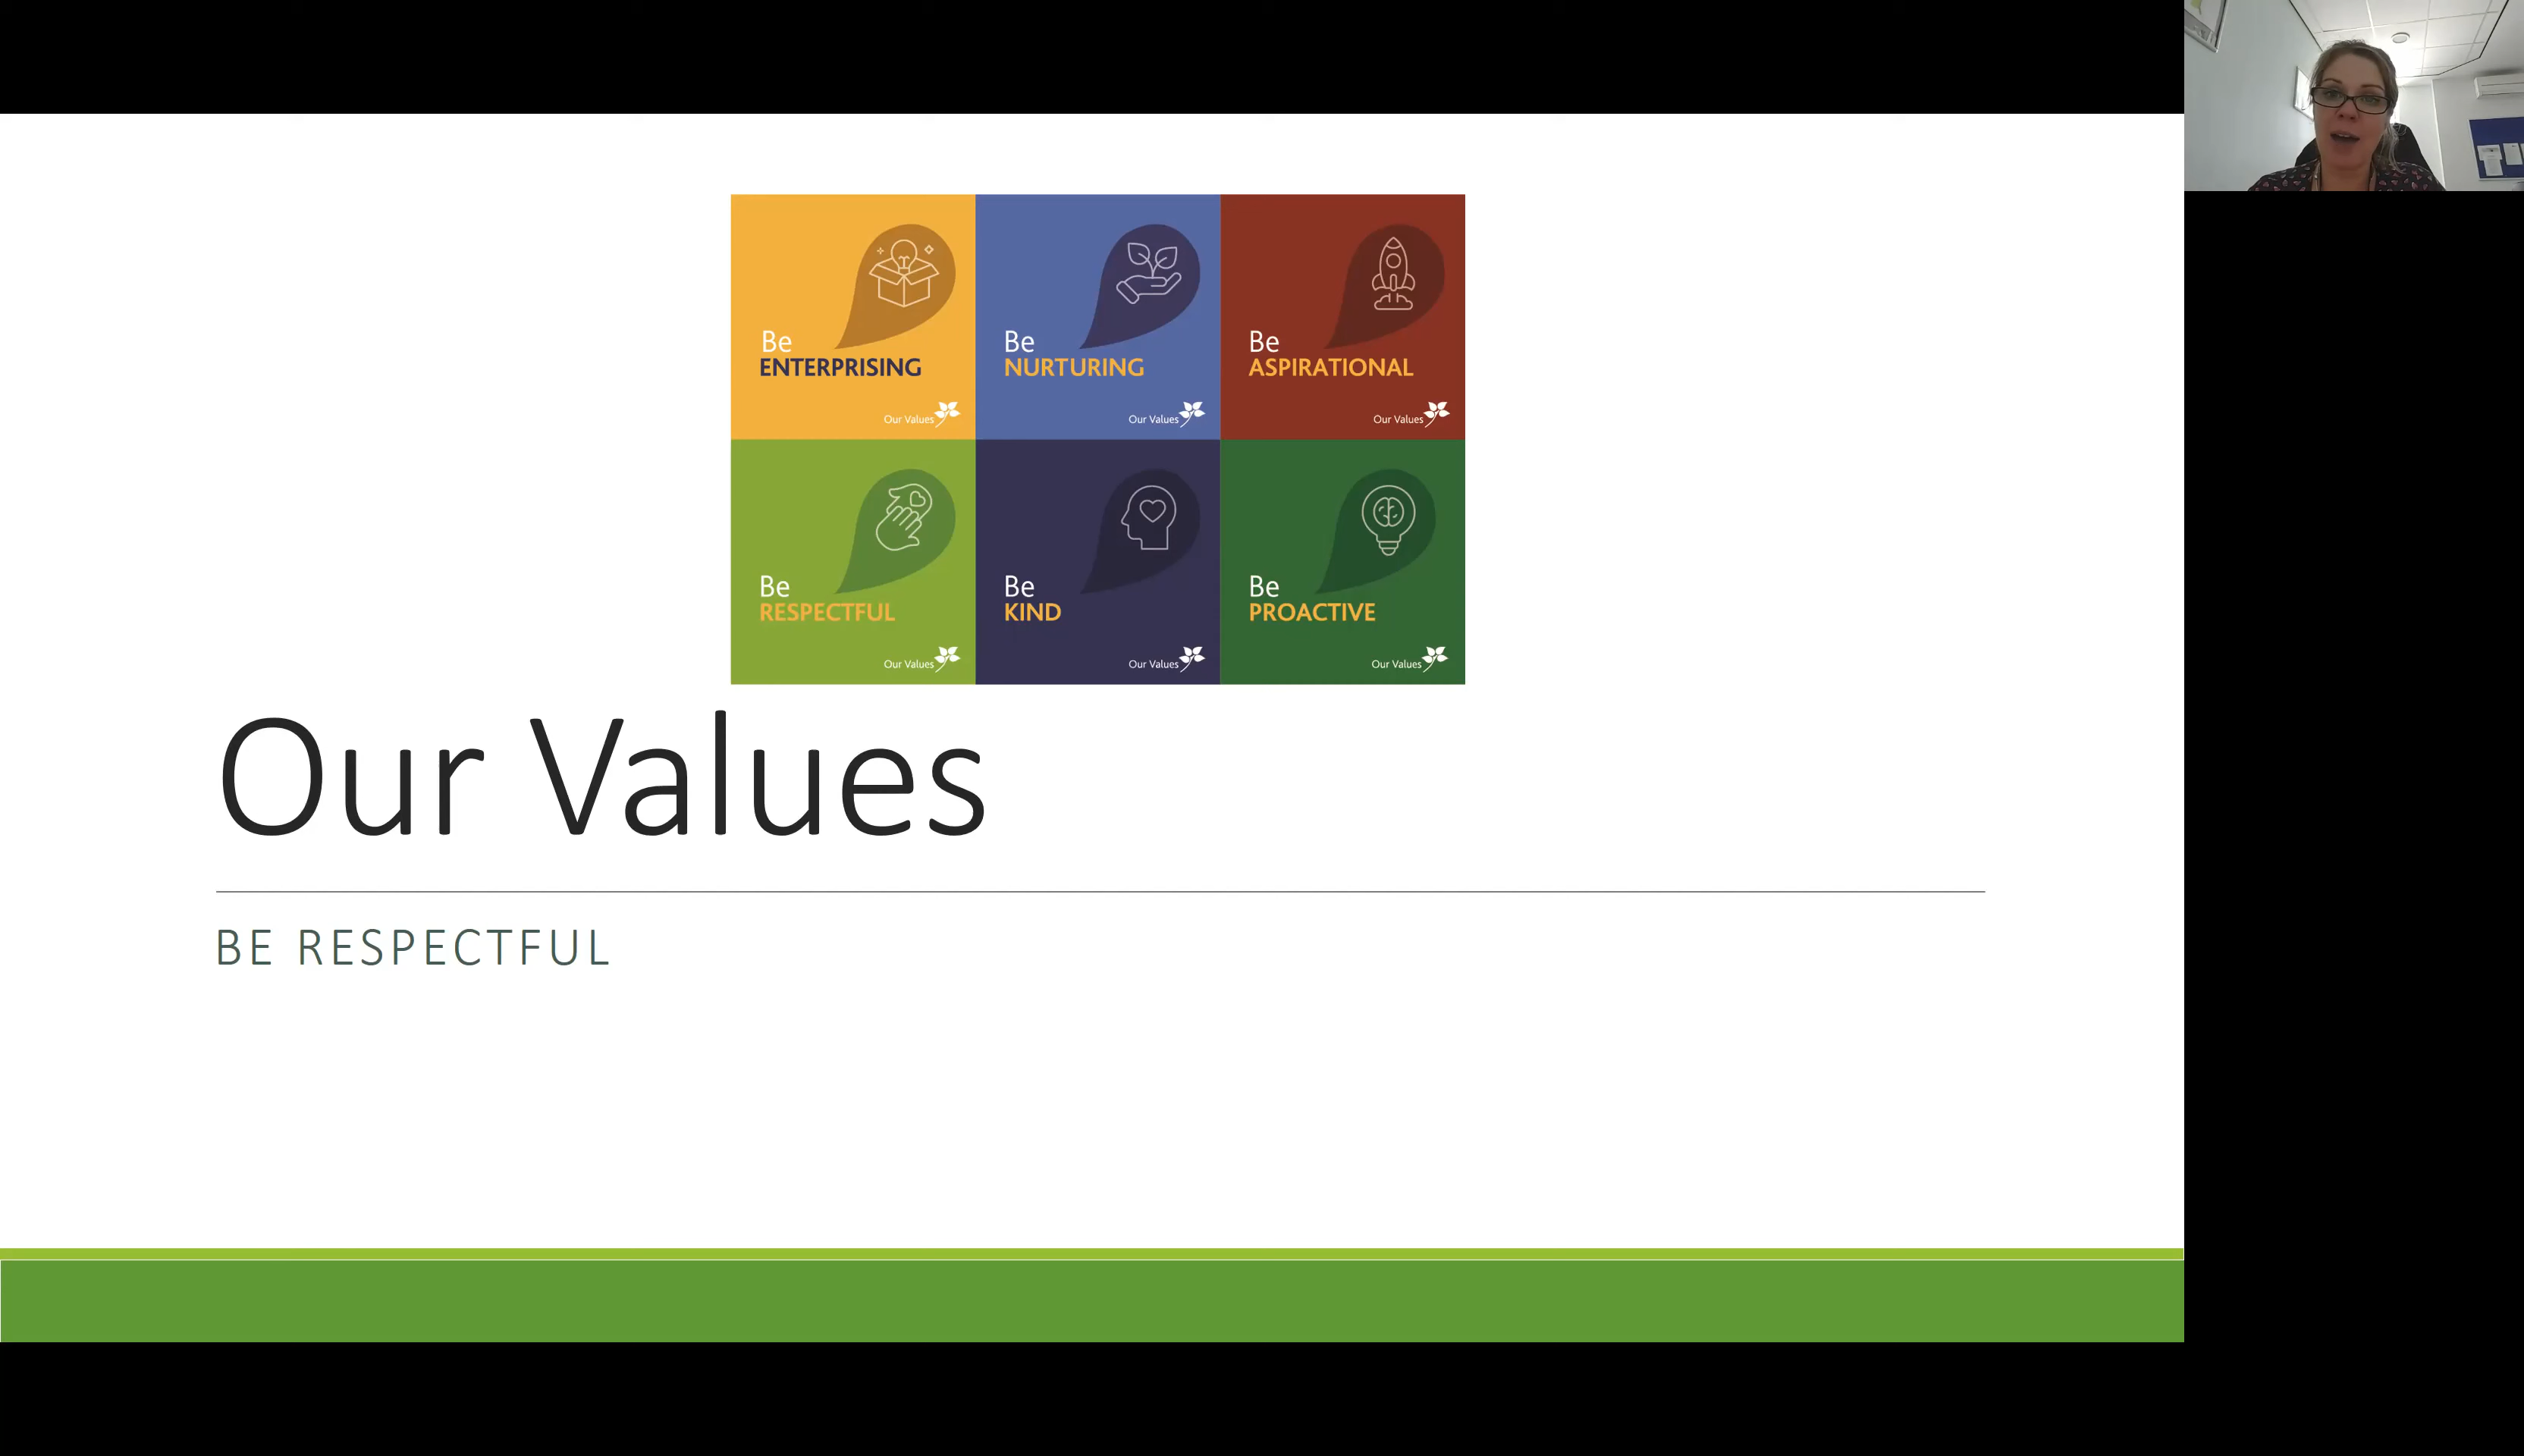 Be
ENTERPRISING
Our Values
Be
NURTURING
Our Values
Be
ASPIRATIONAL
Our Values
Be
RESPECTFUL
Our Values
Be
KIND
Our Values
Be
PROACTIVE
Our Values
Our Values
BE RESPECTFUL